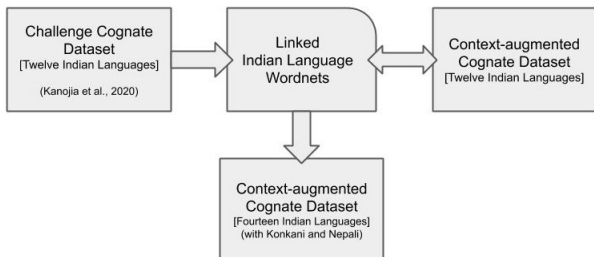 Challenge Cognate
Dataset
[Twelve Indian Languages]
(Kanojia et al., 2020)
Linked
Indian Language
Wordnets
Context-augmented
Cognate Dataset
[Twelve Indian Languages]
Context-augmented
Cognate Dataset
[Fourteen Indian Languages]
(with Konkani and Nepali)